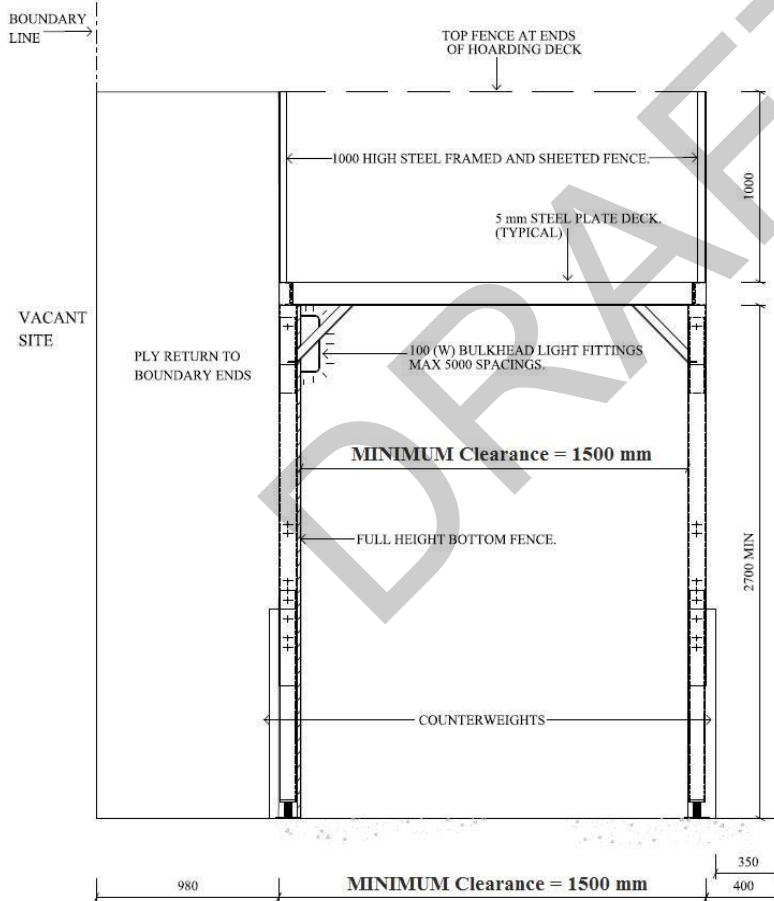 BOUNDARY
LINE
TOP FENCE AT ENDS
OF HOARDING DECK
1000 HIGH STEEL FRAMED AND SHEETED FENCE.
1000
5 mm STEEL PLATE DECK.
(TYPICAL)
VACANT
SITE
PLY RETURN TO
BOUNDARY ENDS
100 (W) BULKHEAD LIGHT FITTINGS
MAX 5000 SPACINGS.
MINIMUM Clearance = 1500 mm
FULL HEIGHT BOTTOM FENCE.
2700 MIN
COUNTERWEIGHTS
350
980
MINIMUM Clearance = 1500 mm
400
DRAFT